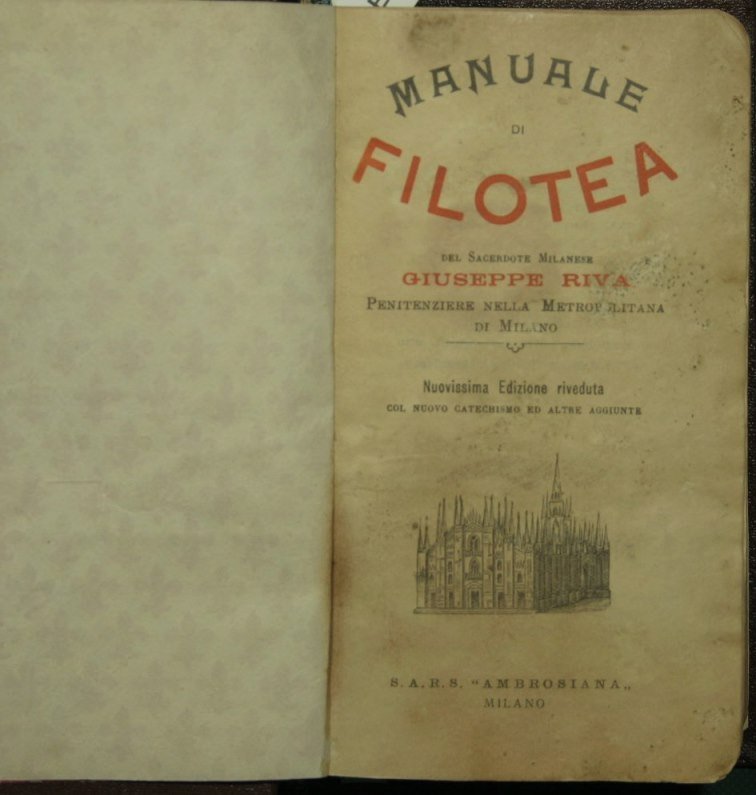 MANUALE
DI
FILOTEA
DEL SACERDOTE MILANESE
GIUSEPPE RIVA
PENITENZIERE NELLA METROPOLITANA
DI MILANO
Nuovissima Edizione riveduta
COL NUOVO CATECHISMO ED ALTRE AGGIUNTE
S. A. R. S. "AMBROSIANA„
MILANO